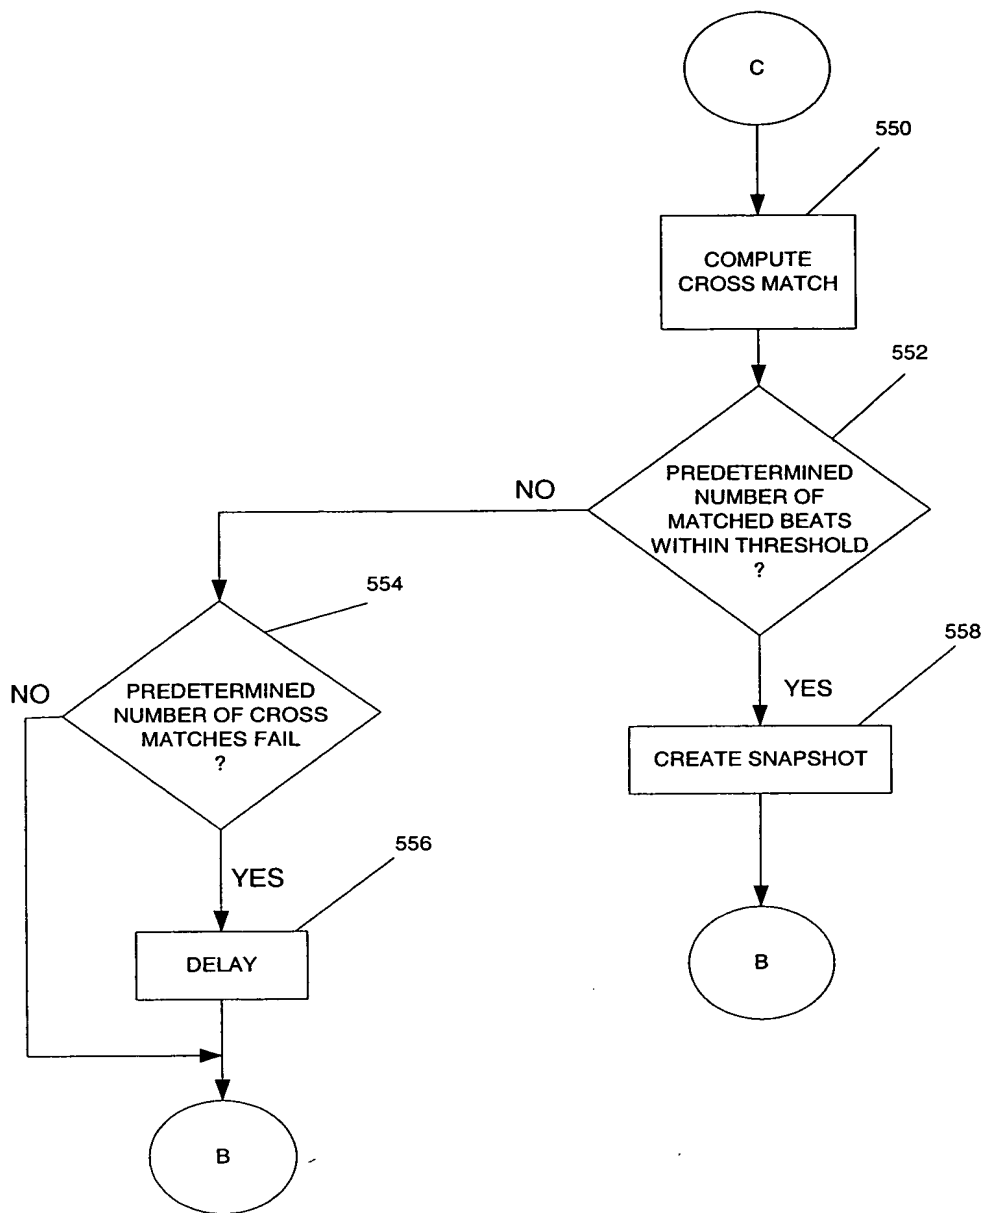 C
550
COMPUTE
CROSS MATCH
552
PREDETERMINED
NUMBER OF
MATCHED BEATS
WITHIN THRESHOLD
?
NO
554
PREDETERMINED
NUMBER OF CROSS
MATCHES FAIL
?
NO
YES
558
CREATE SNAPSHOT
YES
556
DELAY
B
B